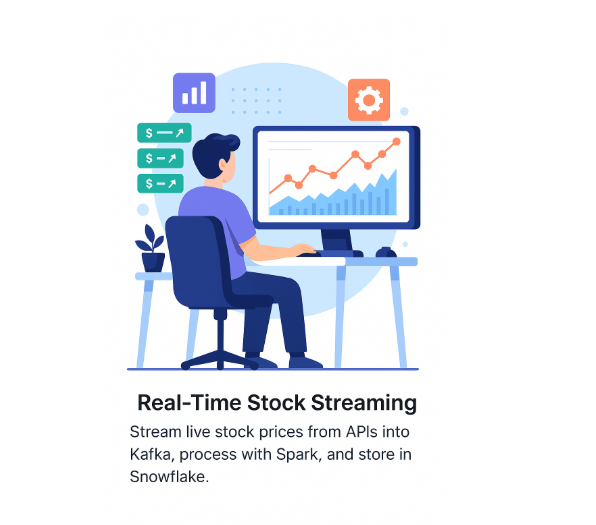 $
$
$
Real-Time Stock Streaming
Stream live stock prices from APIs into
Kafka, process with Spark, and store in
Snowflake.